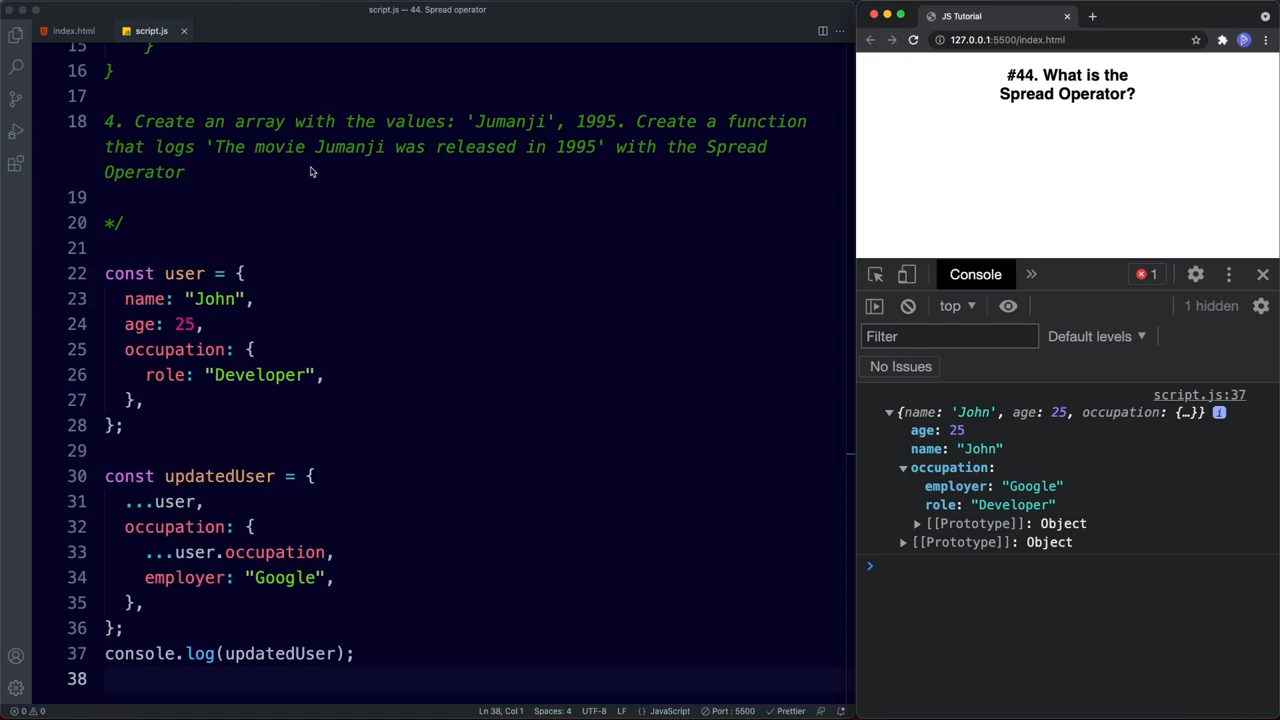 script.js — 44. Spread operator
index.html
script.js
15 }
16 }
17
18 4. Create an array with the values: 'Jumanji', 1995. Create a function
that logs 'The movie Jumanji was released in 1995' with the Spread
Operator
19
20 */
21
22 const user = {
23 name: "John",
24 age: 25,
25 occupation: {
26 role: "Developer",
27 },
28 };
29
30 const updatedUser = {
31 ...user,
32 occupation: {
33 ...user.occupation,
34 employer: "Google",
35 },
36 };
37 console.log(updatedUser);
38
0 0
Ln 38, Col 1 Spaces: 4 UTF-8 LF {} JavaScript Port : 5500 Prettier
JS Tutorial
127.0.0.1:5500/index.html
#44. What is the
Spread Operator?
Console » 1
top 1 hidden
Filter Default levels
No Issues
script.js:37
{name: 'John', age: 25, occupation: {…}} i
age: 25
name: "John"
occupation:
employer: "Google"
role: "Developer"
[[Prototype]]: Object
[[Prototype]]: Object